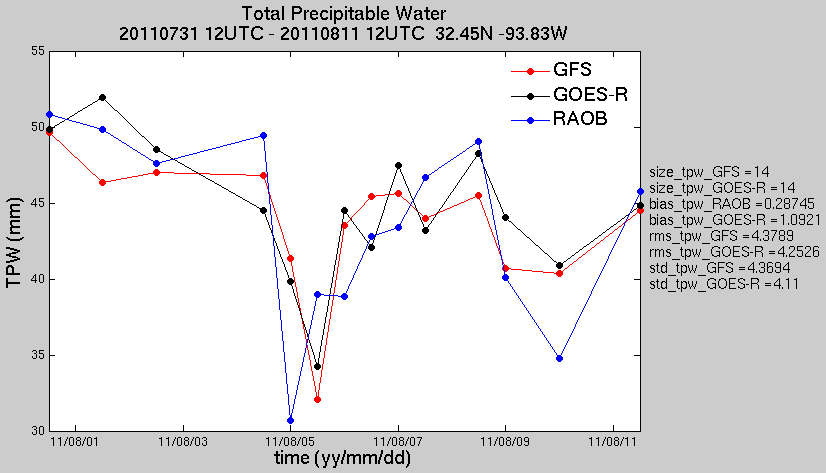 Total Precipitable Water
20110731 12UTC - 20110811 12UTC 32.45N -93.83W
55
50
45
40
35
30
TPW (mm)
GFS
GOES-R
RAOB
size_tpw_GFS =14
size_tpw_GOES-R =14
bias_tpw_RAOB =0.28745
bias_tpw_GOES-R =1.0921
rms_tpw_GFS =4.3789
rms_tpw_GOES-R =4.2526
std_tpw_GFS =4.3694
std_tpw_GOES-R =4.11
11/08/01 11/08/03 11/08/05 11/08/07 11/08/09 11/08/11
time (yy/mm/dd)